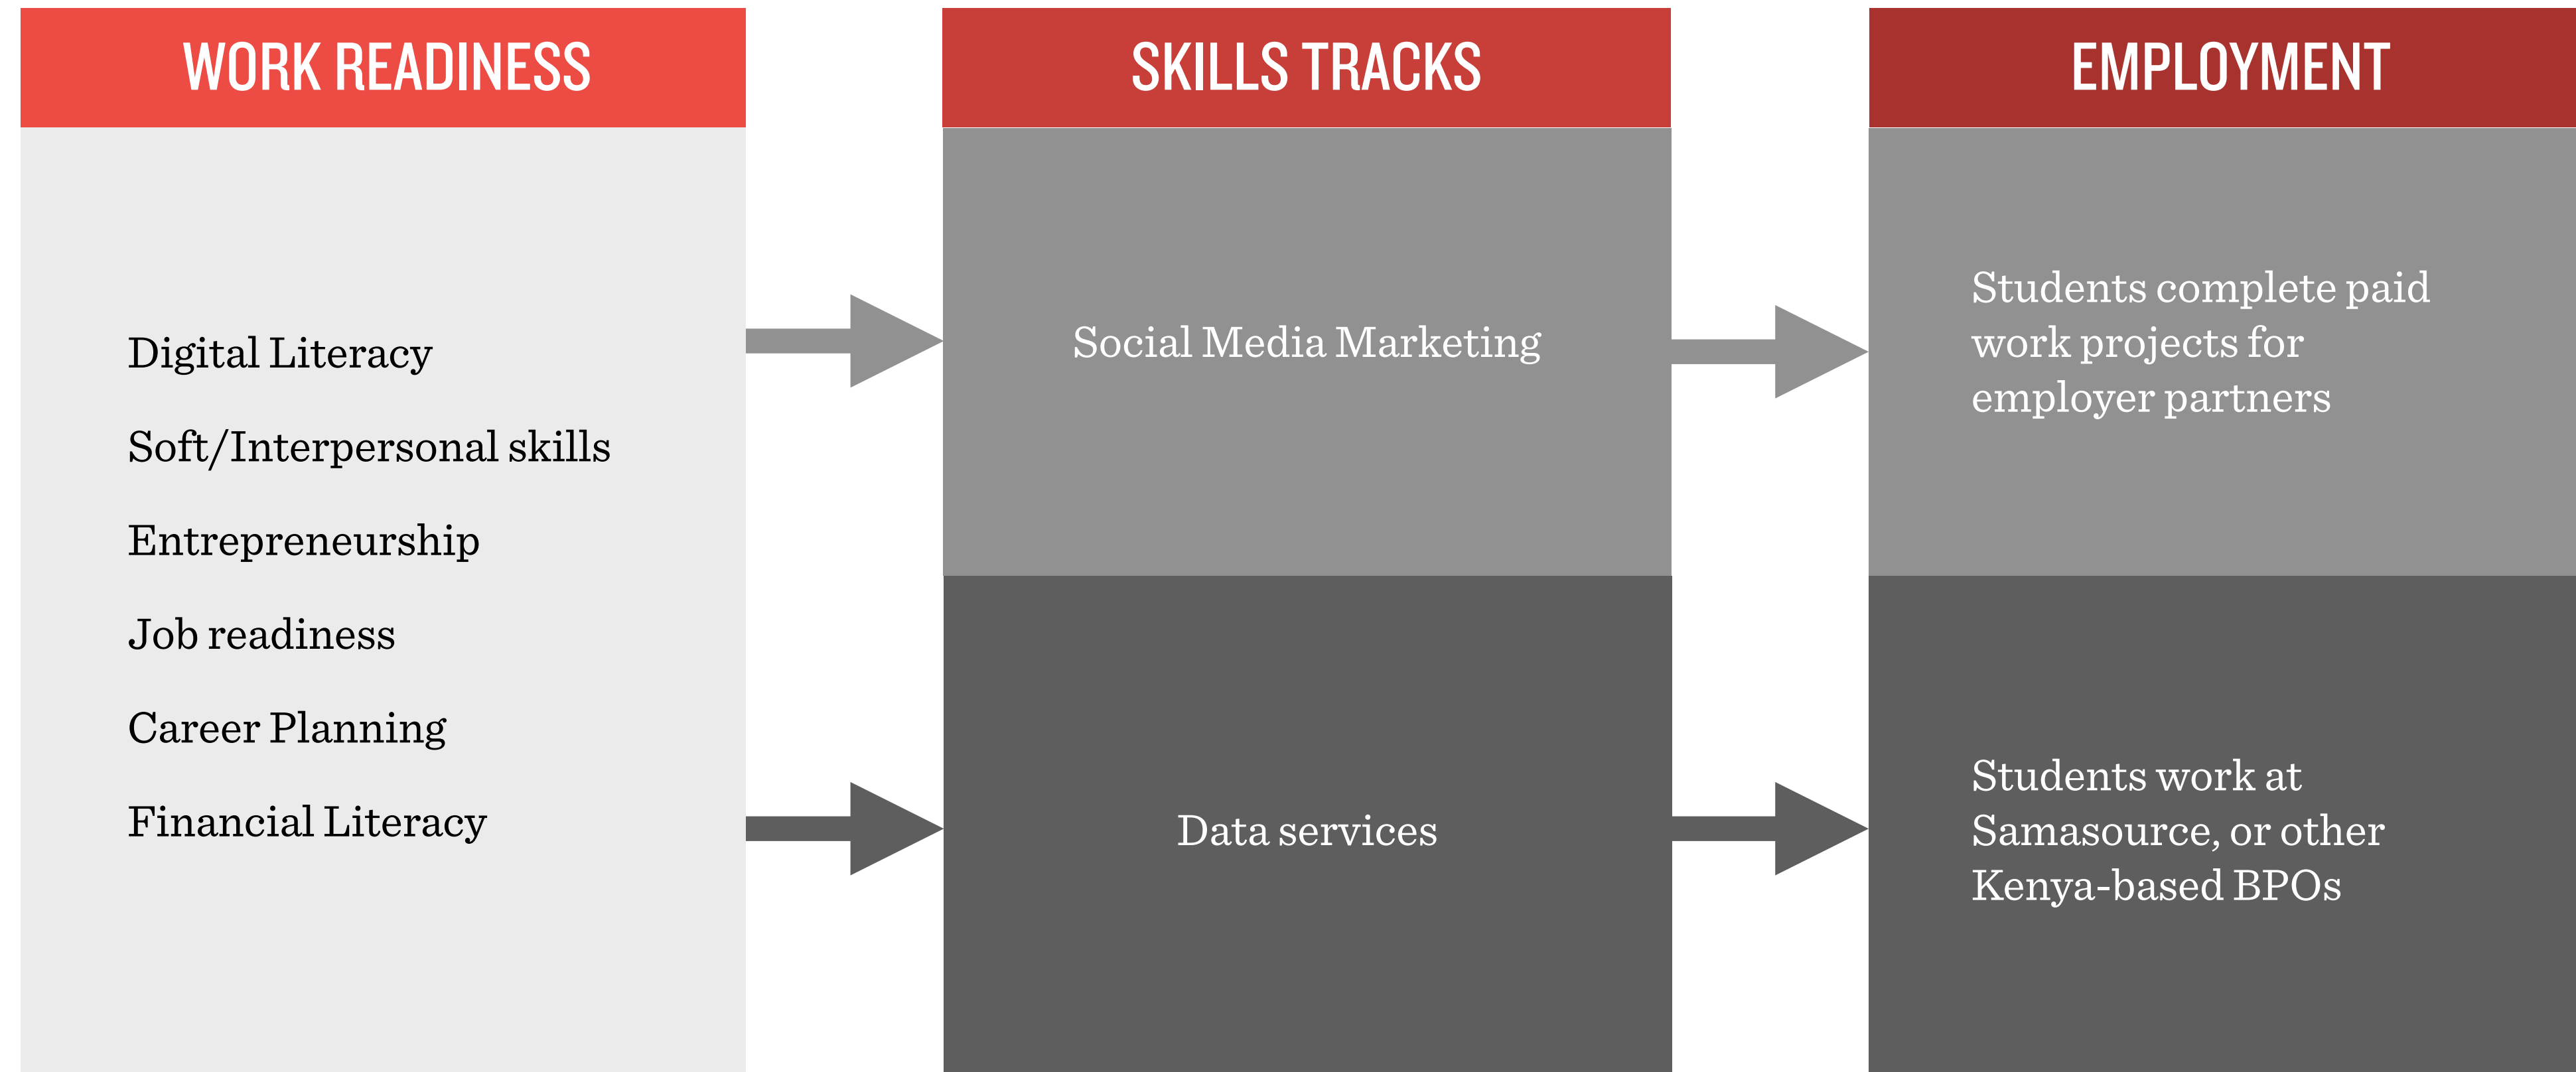 WORK READINESS
Digital Literacy
Soft/Interpersonal skills
Entrepreneurship
Job readiness
Career Planning
Financial Literacy
SKILLS TRACKS
Social Media Marketing
Data services
EMPLOYMENT
Students complete paid
work projects for
employer partners
Students work at
Samasource, or other
Kenya-based BPOs